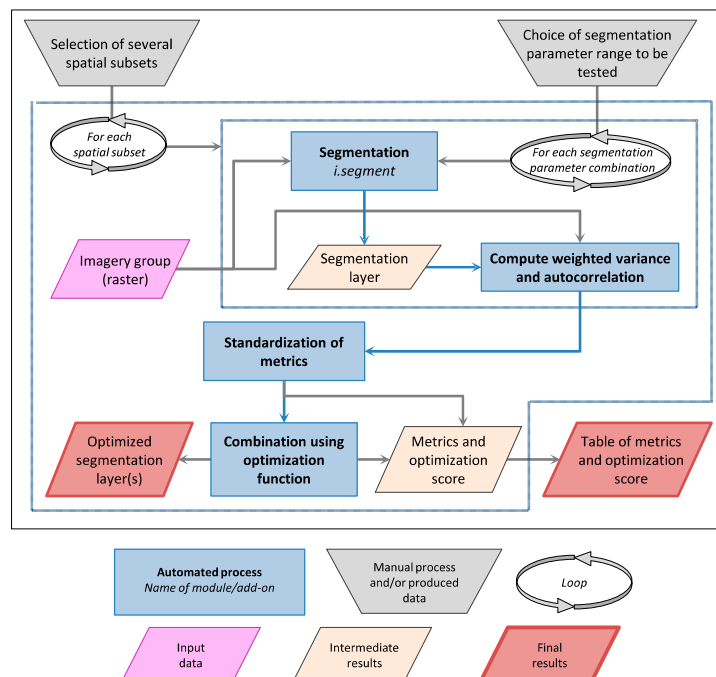 Selection of several
spatial subsets
Choice of segmentation
parameter range to be
tested
For each
spatial subset
Segmentation
i.segment
For each segmentation
parameter combination
Imagery group
(raster)
Segmentation
layer
Compute weighted variance
and autocorrelation
Standardization of
metrics
Optimized
segmentation
layer(s)
Combination using
optimization
function
Metrics and
optimization
score
Table of metrics
and optimization
score
Automated process
Name of module/add-on
Manual process
and/or produced
data
Loop
Input
data
Intermediate
results
Final
results